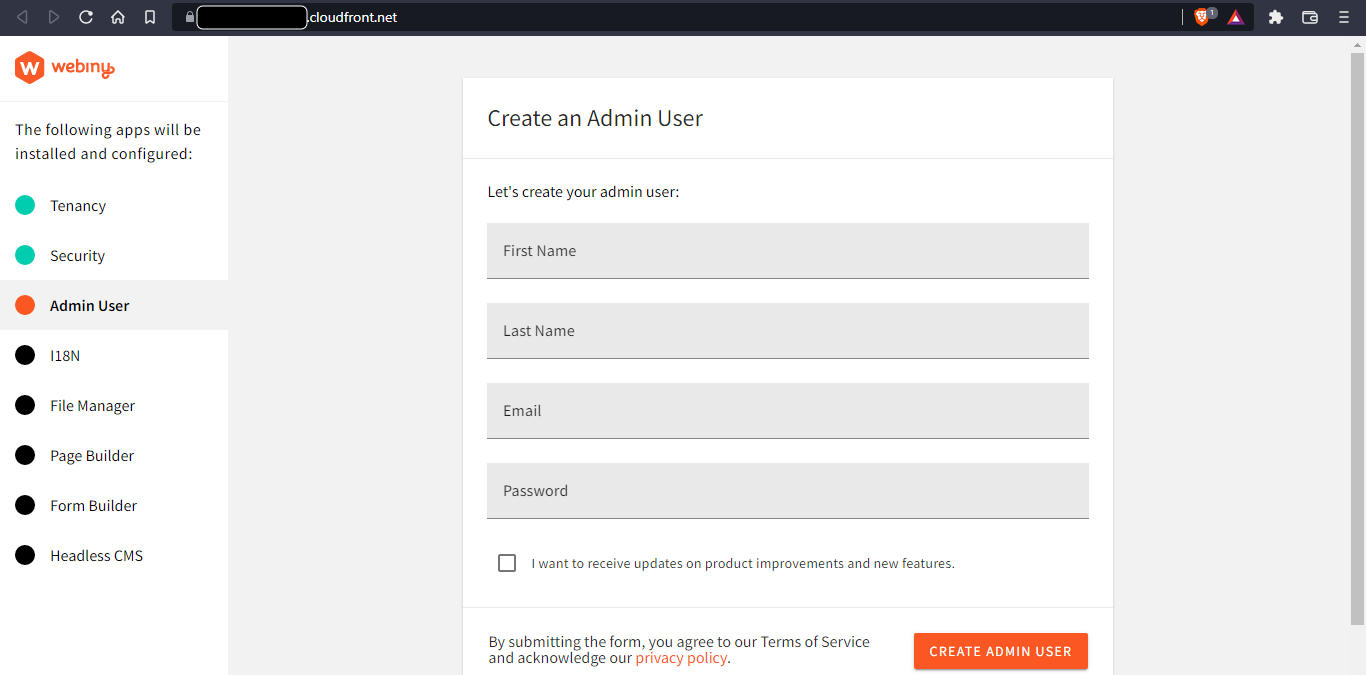 .cloudfront.net
1
W webiny
The following apps will be
installed and configured:
Tenancy
Security
Admin User
I18N
File Manager
Page Builder
Form Builder
Headless CMS
Create an Admin User
Let's create your admin user:
First Name
Last Name
Email
Password
I want to receive updates on product improvements and new features.
By submitting the form, you agree to our Terms of Service
and acknowledge our privacy policy.
CREATE ADMIN USER